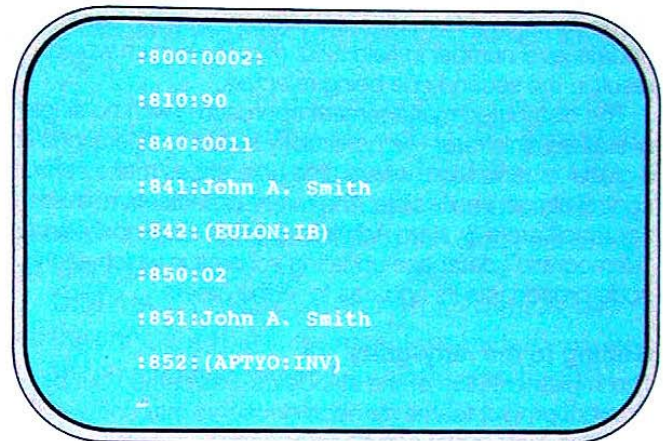 :800:0002:
:810:90
:840:0011
:841:John A. Smith
:842:(EULON:IB)
:850:02
:851:John A. Smith
:852:(APTYO:INV)